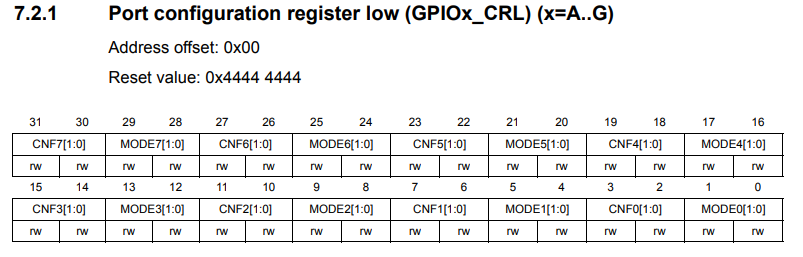 7.2.1 Port configuration register low (GPIOx_CRL) (x=A..G)
Address offset: 0x00
Reset value: 0x4444 4444
31 30 29 28 27 26 25 24 23 22 21 20 19 18 17 16
CNF7[1:0] MODE7[1:0] CNF6[1:0] MODE6[1:0] CNF5[1:0] MODE5[1:0] CNF4[1:0] MODE4[1:0]
rw rw rw rw rw rw rw rw rw rw rw rw rw rw rw rw
15 14 13 12 11 10 9 8 7 6 5 4 3 2 1 0
CNF3[1:0] MODE3[1:0] CNF2[1:0] MODE2[1:0] CNF1[1:0] MODE1[1:0] CNF0[1:0] MODE0[1:0]
rw rw rw rw rw rw rw rw rw rw rw rw rw rw rw rw